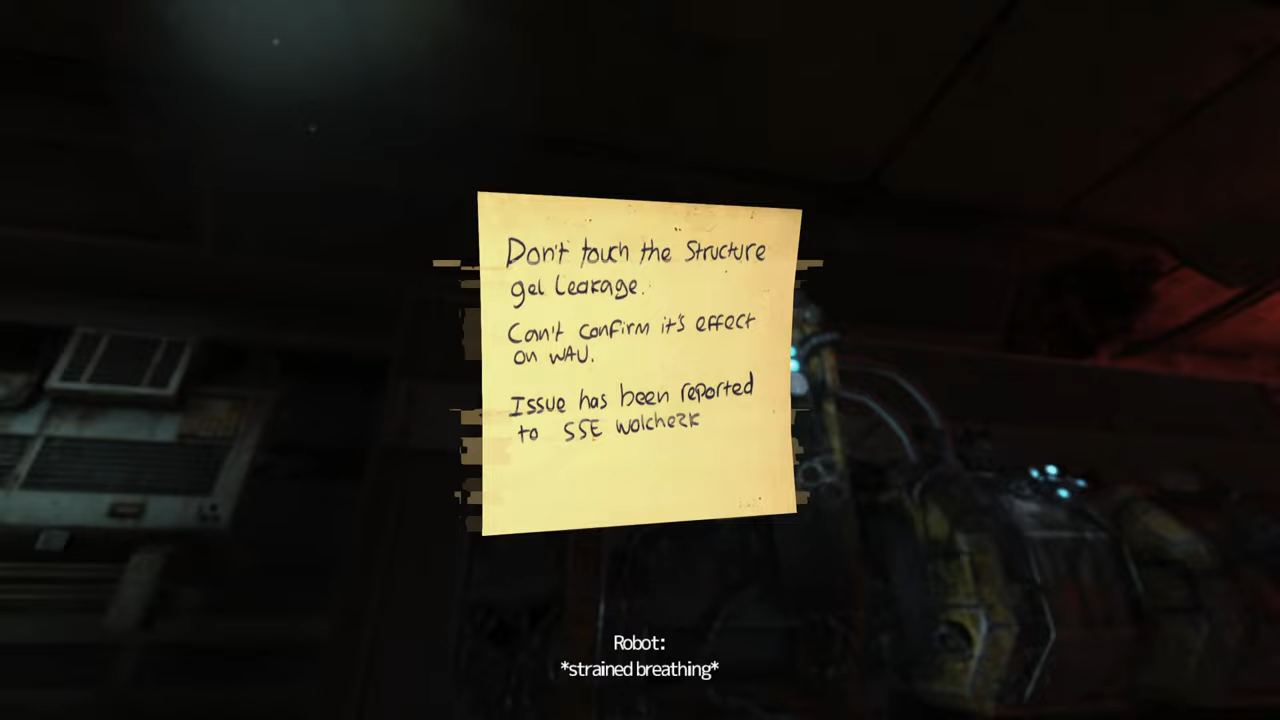 Don't touch the Structure
gel Leakage.
Can't confirm it's effect
on WAU.
Issue has been reported
to SSE Wolchezk
Robot:
*strained breathing*